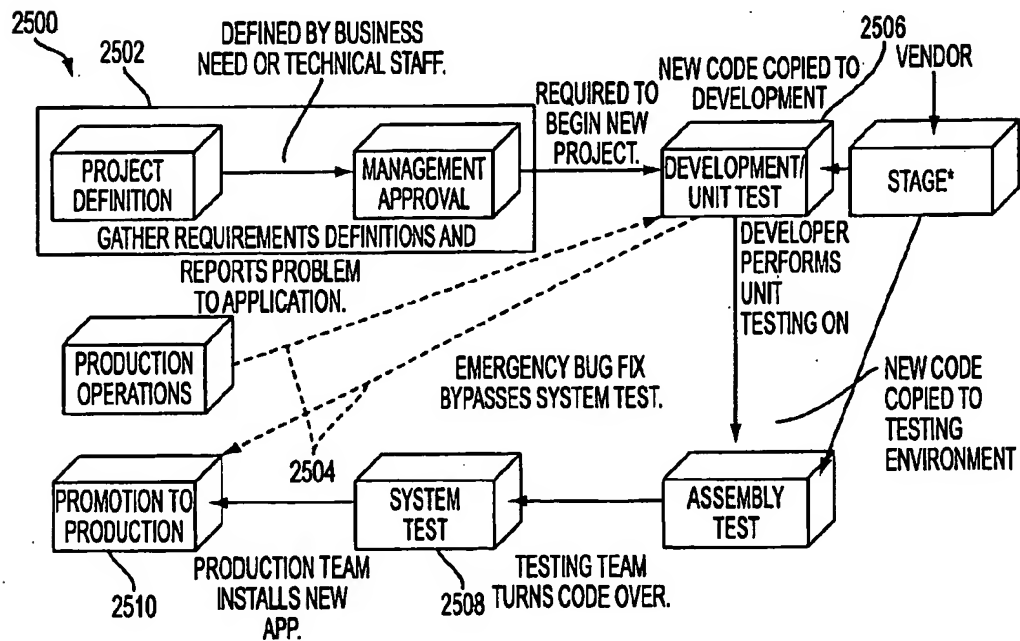 2500
2502
DEFINED BY BUSINESS
NEED OR TECHNICAL STAFF.
2506
VENDOR
NEW CODE COPIED TO
DEVELOPMENT
REQUIRED TO
BEGIN NEW
PROJECT.
PROJECT
DEFINITION
MANAGEMENT
APPROVAL
DEVELOPMENT/
UNIT TEST
STAGE*
GATHER REQUIREMENTS DEFINITIONS AND
REPORTS PROBLEM
TO APPLICATION.
DEVELOPER
PERFORMS
UNIT
TESTING ON
PRODUCTION
OPERATIONS
EMERGENCY BUG FIX
BYPASSES SYSTEM TEST.
NEW CODE
COPIED TO
TESTING
ENVIRONMENT
2504
PROMOTION TO
PRODUCTION
SYSTEM
TEST
ASSEMBLY
TEST
2510
PRODUCTION TEAM
INSTALLS NEW
APP.
2508
TESTING TEAM
TURNS CODE OVER.